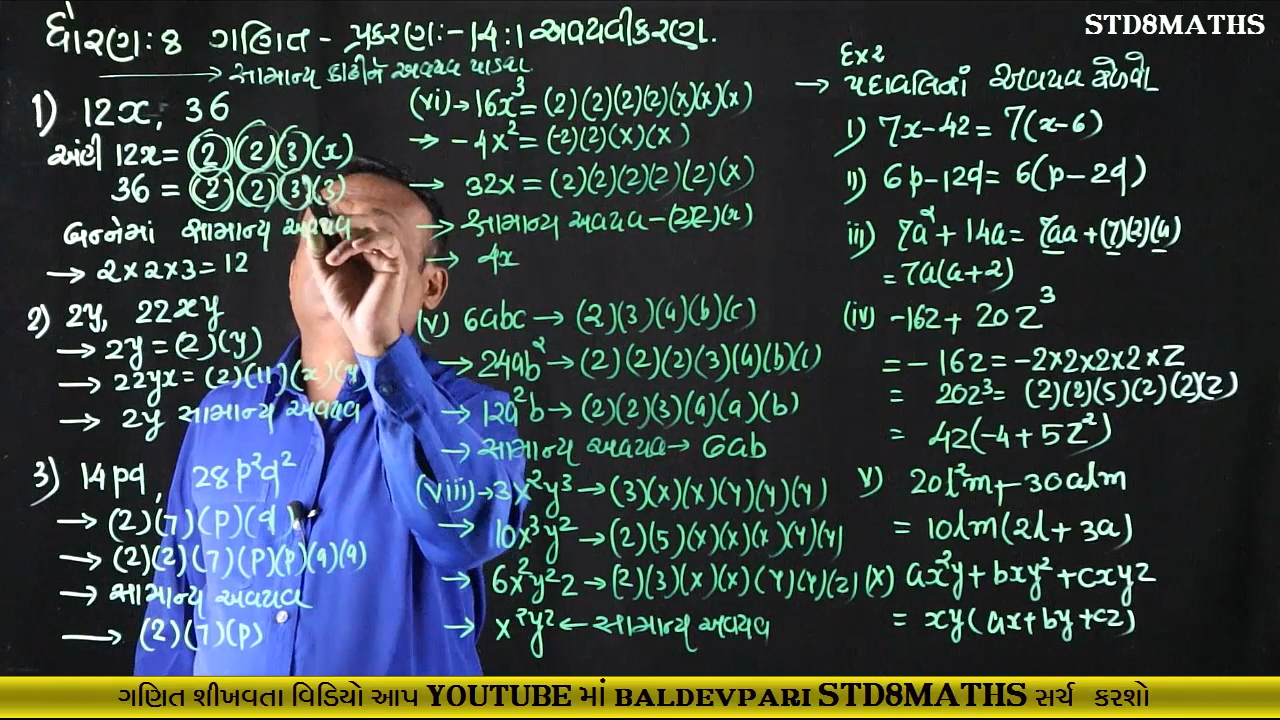 STD8MATHS
ધોરણ: 8 ગણિત - પ્રકરણ:- 14:1 અવયવીકરણ.
→ સામાન્ય કાઢીને અવયવ પાડવા.
1) 12x, 36
12x = (2)(2)(3)(x)
36 = (2)(2)(3)(3)
બન્નેમાં સામાન્ય અવયવ
→ 2×2×3=12
2) 2y, 22xy
→ 2y = (2)(y)
→ 22yx = (2)(11)(x)(y
→ 2y સામાન્ય અવયવ
3) 14pq, 28p²q²
→ (2)(7)(p)(q)
→ (2)(2)(7)(p)(p)(q)(q)
→ સામાન્ય અવયવ
→ (2)(7)(p)
(vi)→ 16x³ = (2)(2)(2)(2)(x)(x)(x)
→ -4x² = (-2)(2)(x)(x)
→ 32x = (2)(2)(2)(2)(2)(x)
→ સામાન્ય અવયવ-(2)(2)(x)
→ 4x
(v) 6abc → (2)(3)(a)(b)(c)
→ 24ab² → (2)(2)(2)(3)(a)(b)(
→ 12a²b → (2)(2)(3)(a)(a)(b)
→ સામાન્ય અવયવ → 6ab
(viii)→ 3x²y³ → (3)(x)(x)(y)(y)(y)
→ 10x³y² → (2)(5)(x)(x)(x)(y)(y)
→ 6x²y²z → (2)(3)(x)(x)(y)(y)(z)
→ x²y² ← સામાન્ય અવયવ
Ex 2
→ પદાવલિનાં અવયવ મેળવો
i) 7x-42 = 7(x-6)
ii) 6p-12q = 6(p-2q)
iii) 7a² + 14a = 7aa + (7)(2)(a)
= 7a(a+2)
(iv) -16z + 20z³
= -16z = -2×2×2×2×z
= 20z³ = (2)(2)(5)(z)(z)(z)
= 4z(-4+5z²)
v) 20l²m + 30alm
= 10lm(2l + 3a)
(x) ax²y + bxy² + cxyz
= xy(ax+by+cz)
ગણિત શીખવતા વિડિયો આપ YOUTUBE માં BALDEVPARI STD8MATHS સર્ચ કરશો